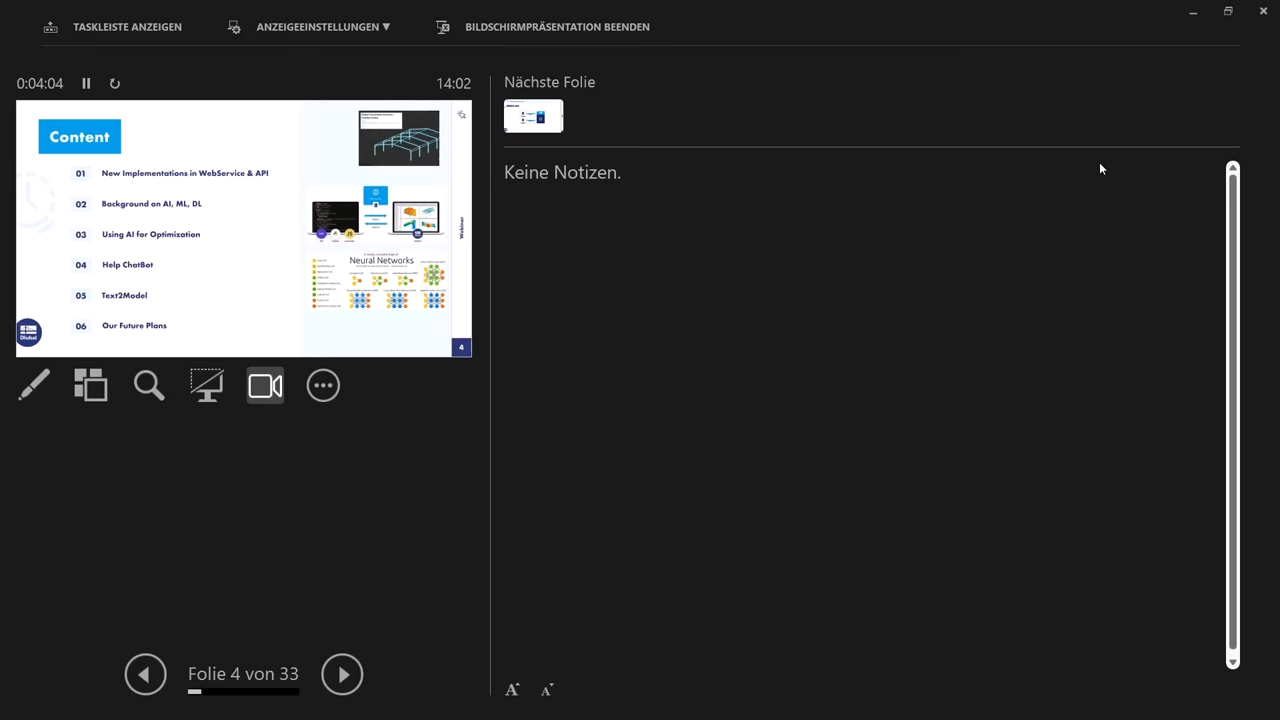 TASKLEISTE ANZEIGEN
ANZEIGEEINSTELLUNGEN ▼
BILDSCHIRMPRÄSENTATION BEENDEN
0:04:04
14:02
Content
01 New Implementations in WebService & API
02 Background on AI, ML, DL
03 Using AI for Optimization
04 Help ChatBot
05 Text2Model
06 Our Future Plans
Neural Networks
Webinar
Dlubal
4
Nächste Folie
Keine Notizen.
Folie 4 von 33
A A